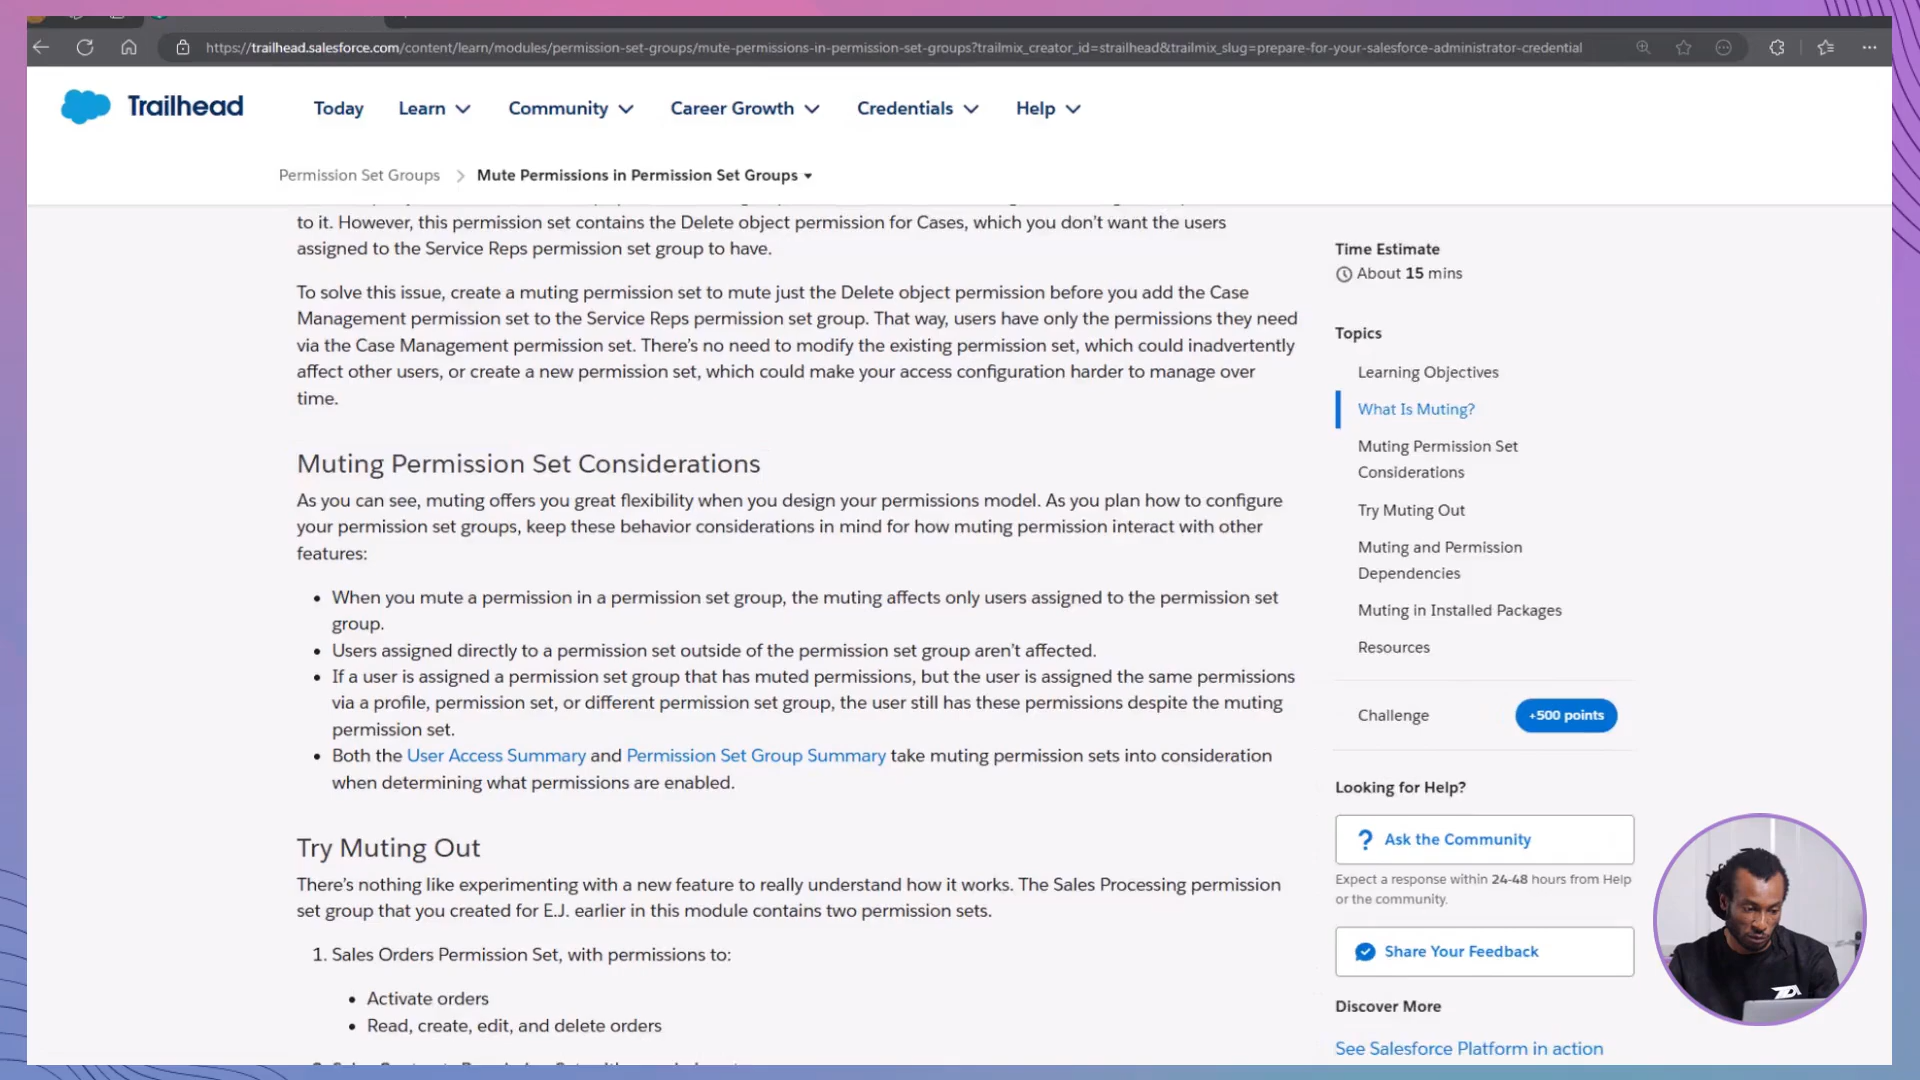 https://trailhead.salesforce.com/content/learn/modules/permission-set-groups/mute-permissions-in-permission-set-groups?trailmix_creator_id=strailhead&trailmix_slug=prepare-for-your-salesforce-administrator-credential
Trailhead
Today
Learn
Community
Career Growth
Credentials
Help
Permission Set Groups
Mute Permissions in Permission Set Groups
to it. However, this permission set contains the Delete object permission for Cases, which you don’t want the users
assigned to the Service Reps permission set group to have.
To solve this issue, create a muting permission set to mute just the Delete object permission before you add the Case
Management permission set to the Service Reps permission set group. That way, users have only the permissions they need
via the Case Management permission set. There’s no need to modify the existing permission set, which could inadvertently
affect other users, or create a new permission set, which could make your access configuration harder to manage over
time.
Muting Permission Set Considerations
As you can see, muting offers you great flexibility when you design your permissions model. As you plan how to configure
your permission set groups, keep these behavior considerations in mind for how muting permission interact with other
features:
• When you mute a permission in a permission set group, the muting affects only users assigned to the permission set
group.
• Users assigned directly to a permission set outside of the permission set group aren’t affected.
• If a user is assigned a permission set group that has muted permissions, but the user is assigned the same permissions
via a profile, permission set, or different permission set group, the user still has these permissions despite the muting
permission set.
• Both the User Access Summary and Permission Set Group Summary take muting permission sets into consideration
when determining what permissions are enabled.
Try Muting Out
There’s nothing like experimenting with a new feature to really understand how it works. The Sales Processing permission
set group that you created for E.J. earlier in this module contains two permission sets.
1. Sales Orders Permission Set, with permissions to:
• Activate orders
• Read, create, edit, and delete orders
Time Estimate
About 15 mins
Topics
Learning Objectives
What Is Muting?
Muting Permission Set
Considerations
Try Muting Out
Muting and Permission
Dependencies
Muting in Installed Packages
Resources
Challenge
+500 points
Looking for Help?
? Ask the Community
Expect a response within 24-48 hours from Help
or the community.
Share Your Feedback
Discover More
See Salesforce Platform in action